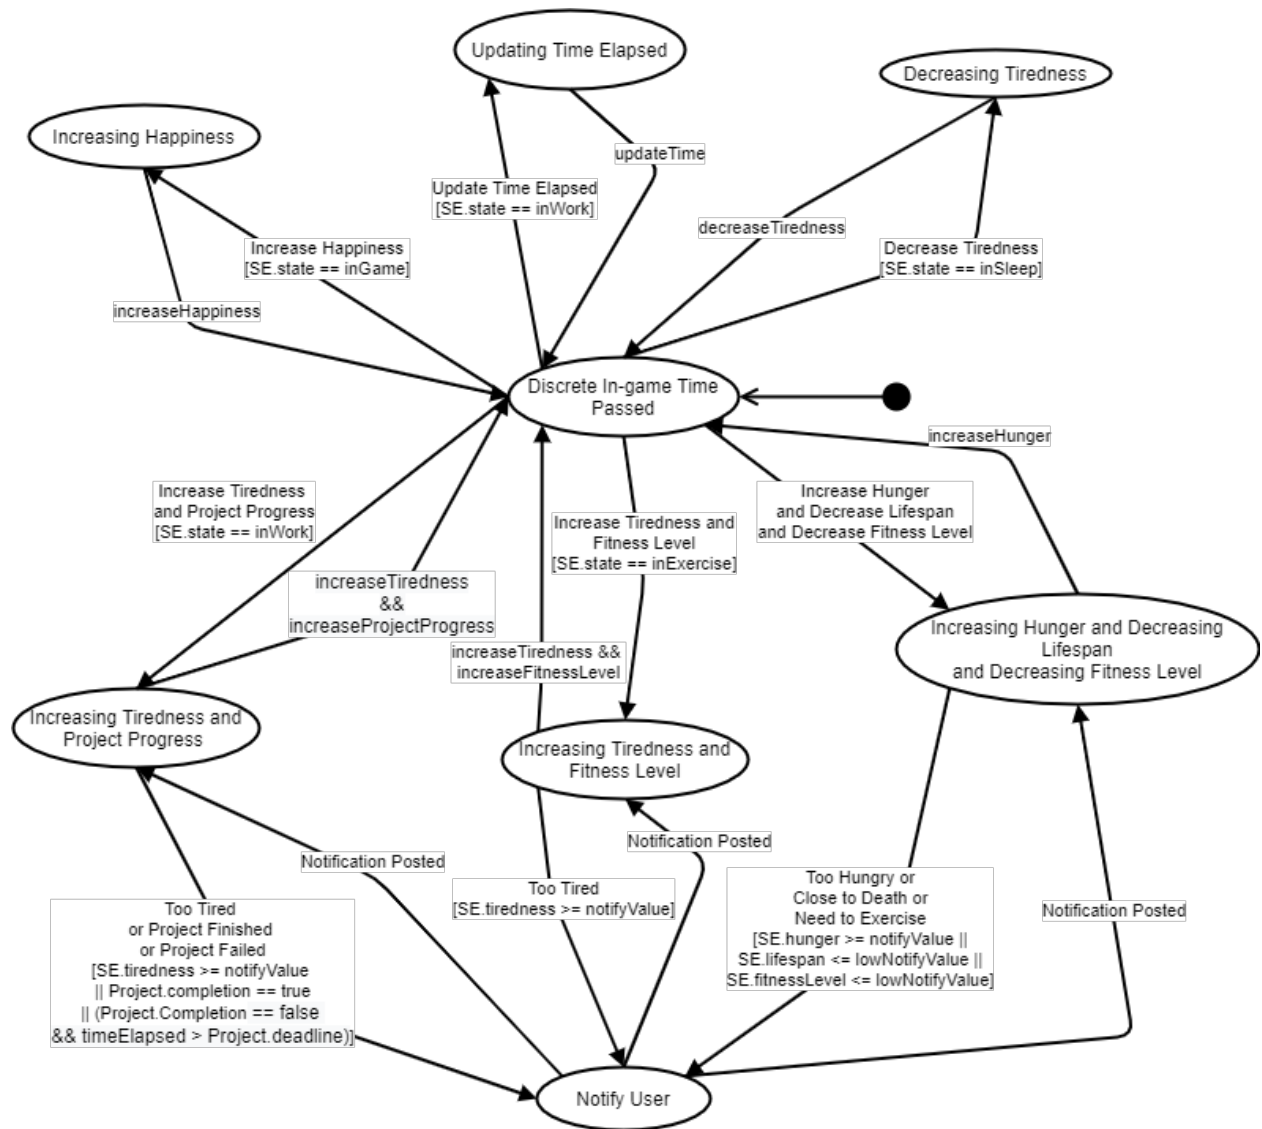 Updating Time Elapsed
Decreasing Tiredness
Increasing Happiness
updateTime
Update Time Elapsed
[SE.state == inWork]
decreaseTiredness
Increase Happiness
[SE.state == inGame]
Decrease Tiredness
[SE.state == inSleep]
increaseHappiness
Discrete In-game Time
Passed
increaseHunger
Increase Tiredness
and Project Progress
[SE.state == inWork]
Increase Tiredness and
Fitness Level
[SE.state == inExercise]
Increase Hunger
and Decrease Lifespan
and Decrease Fitness Level
increaseTiredness
&&
increaseProjectProgress
increaseTiredness &&
increaseFitnessLevel
Increasing Hunger and Decreasing
Lifespan
and Decreasing Fitness Level
Increasing Tiredness and
Project Progress
Increasing Tiredness and
Fitness Level
Notification Posted
Notification Posted
Too Tired
[SE.tiredness >= notifyValue]
Too Hungry or
Close to Death or
Need to Exercise
[SE.hunger >= notifyValue ||
SE.lifespan <= lowNotifyValue ||
SE.fitnessLevel <= lowNotifyValue]
Notification Posted
Too Tired
or Project Finished
or Project Failed
[SE.tiredness >= notifyValue
|| Project.completion == true
|| (Project.Completion == false
&& timeElapsed > Project.deadline)]
Notify User